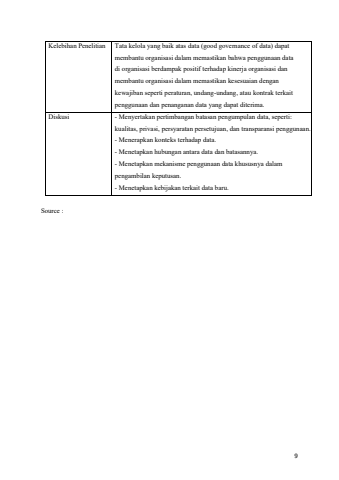 Kelebihan Penelitian
Tata kelola yang baik atas data (good governance of data) dapat
membantu organisasi dalam memastikan bahwa penggunaan data
di organisasi berdampak positif terhadap kinerja organisasi dan
membantu organisasi dalam memastikan kesesuaian dengan
kewajiban seperti peraturan, undang-undang, atau kontrak terkait
penggunaan dan penanganan data yang dapat diterima.
Diskusi
- Menyertakan pertimbangan batasan pengumpulan data, seperti:
kualitas, privasi, persyaratan persetujuan, dan transparansi penggunaan.
- Menerapkan konteks terhadap data.
- Menetapkan hubungan antara data dan batasannya.
- Menetapkan mekanisme penggunaan data khususnya dalam
pengambilan keputusan.
- Menetapkan kebijakan terkait data baru.
Source :
9